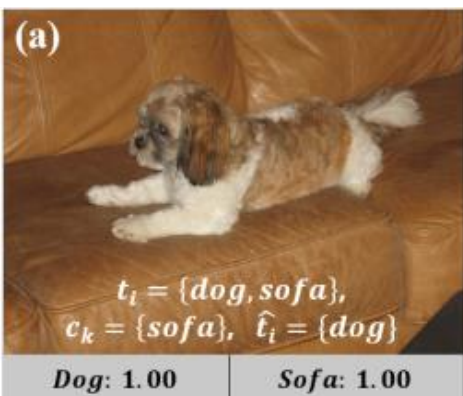 (a)
t_i = {dog, sofa},
c_k = {sofa}, t̂_i = {dog}
Dog: 1.00 Sofa: 1.00